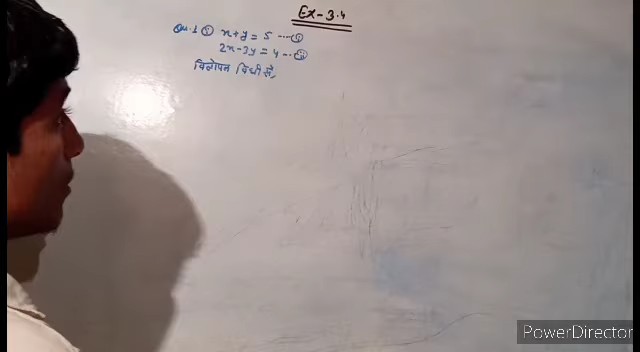 Ex-3.4
Qu.1 ① x+y = 5 ---- ①
2x-3y = 4 --- ②
विलोपन विधी से,
PowerDirector